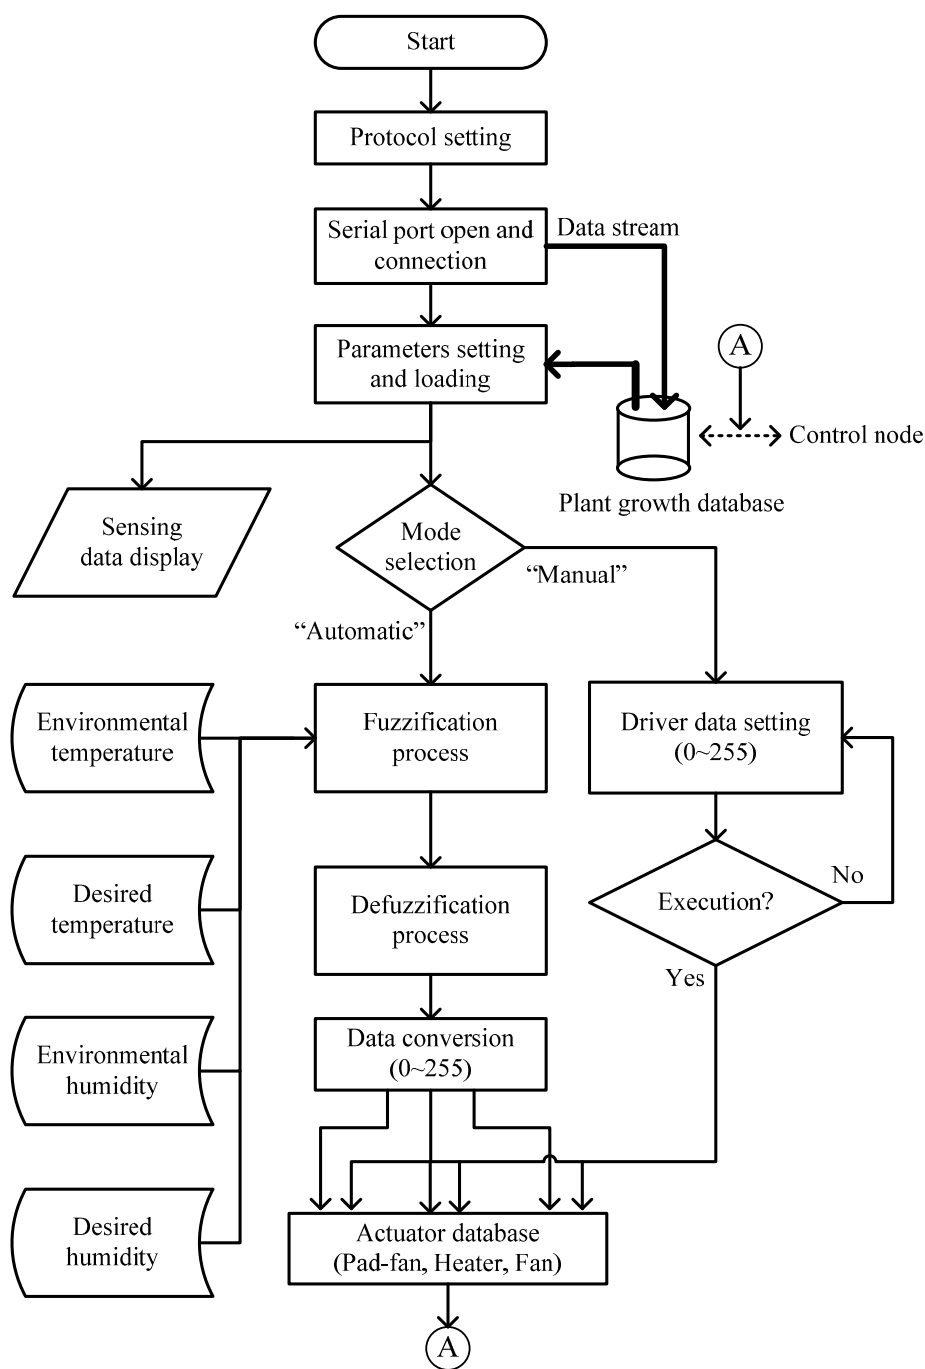 Start
Protocol setting
Serial port open and
connection
Data stream
Parameters setting
and loading
A
Control node
Plant growth database
Sensing
data display
Mode
selection
“Manual”
“Automatic”
Environmental
temperature
Fuzzification
process
Driver data setting
(0~255)
Desired
temperature
Defuzzification
process
Execution?
No
Yes
Environmental
humidity
Data conversion
(0~255)
Desired
humidity
Actuator database
(Pad-fan, Heater, Fan)
A